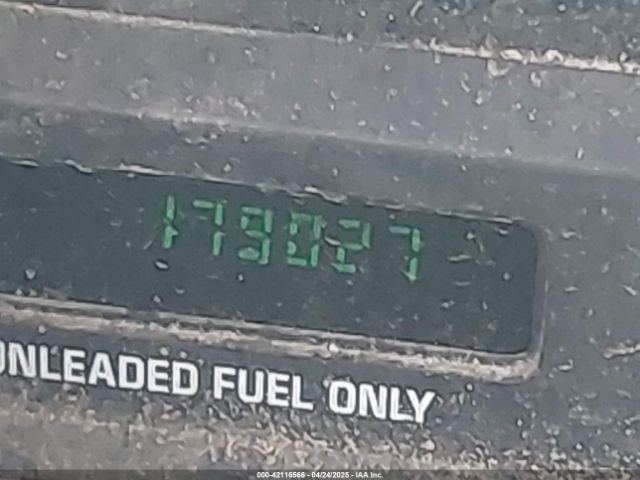 179027
UNLEADED FUEL ONLY
000-42116566 - 04/24/2025 - IAA Inc.